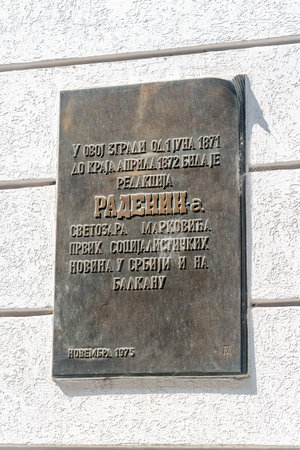 У ОВОЈ ЗГРАДИ ОД 1 ЈУНА 1871
ДО КРАЈА АПРИЛА 1872 БИЛА ЈЕ
РЕДАКЦИЈА
РАДЕНИК-а
СВЕТОЗАРА МАРКОВИЋА
ПРВИХ СОЦИЈАЛИСТИЧКИХ
НОВИНА У СРБИЈИ И НА
БАЛКАНУ
НОВЕМБРА 1975